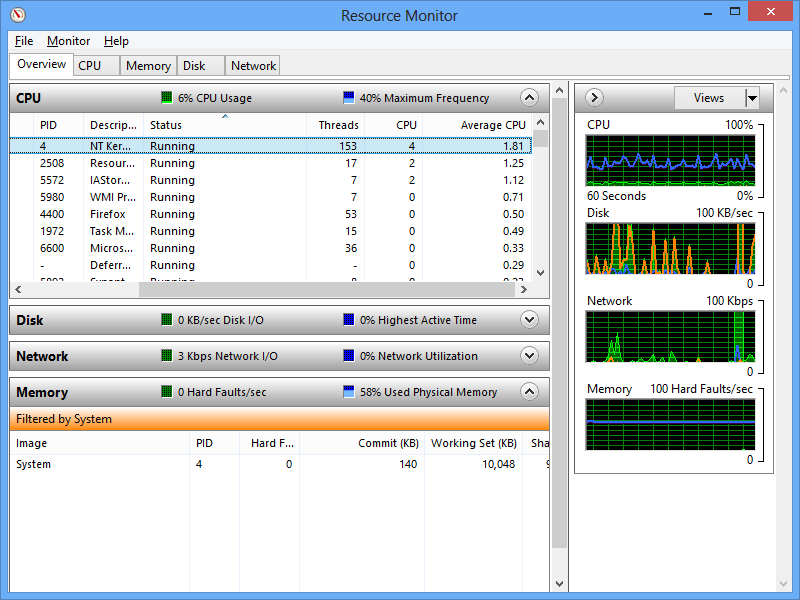 Resource Monitor
File Monitor Help
Overview CPU Memory Disk Network
CPU 6% CPU Usage 40% Maximum Frequency
PID Descrip... Status Threads CPU Average CPU
4 NT Ker... Running 153 4 1.81
2508 Resour... Running 17 2 1.25
5572 IAStor... Running 7 2 1.12
5980 WMI Pr... Running 7 0 0.71
4400 Firefox Running 53 0 0.50
1972 Task M... Running 15 0 0.49
6600 Micros... Running 36 0 0.33
- Deferr... Running - 0 0.29
Disk 0 KB/sec Disk I/O 0% Highest Active Time
Network 3 Kbps Network I/O 0% Network Utilization
Memory 0 Hard Faults/sec 58% Used Physical Memory
Filtered by System
Image PID Hard F... Commit (KB) Working Set (KB) Sha
System 4 0 140 10,048
Views
CPU 100%
60 Seconds 0%
Disk 100 KB/sec
0
Network 100 Kbps
0
Memory 100 Hard Faults/sec
0